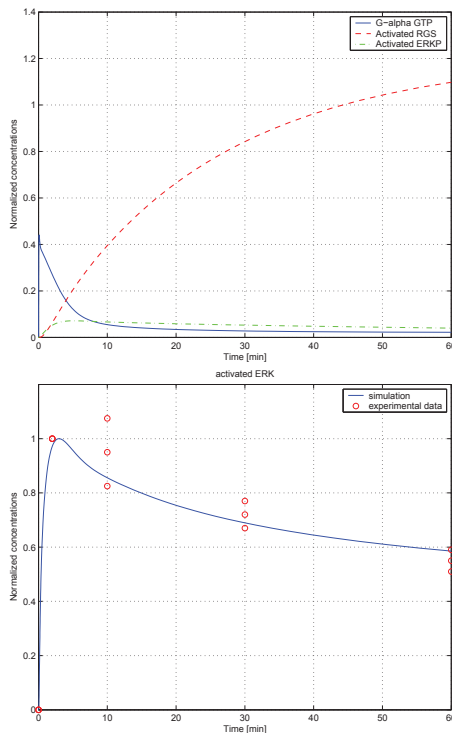 1.4
G−alpha GTP
Activated RGS
Activated ERKP
1.2
1
0.8
Normalized concentrations
0.6
0.4
0.2
0
0 10 20 30 40 50 60
Time [min]
activated ERK
simulation
experimental data
1
0.8
Normalized concentrations
0.6
0.4
0.2
0
0 10 20 30 40 50 60
Time [min]